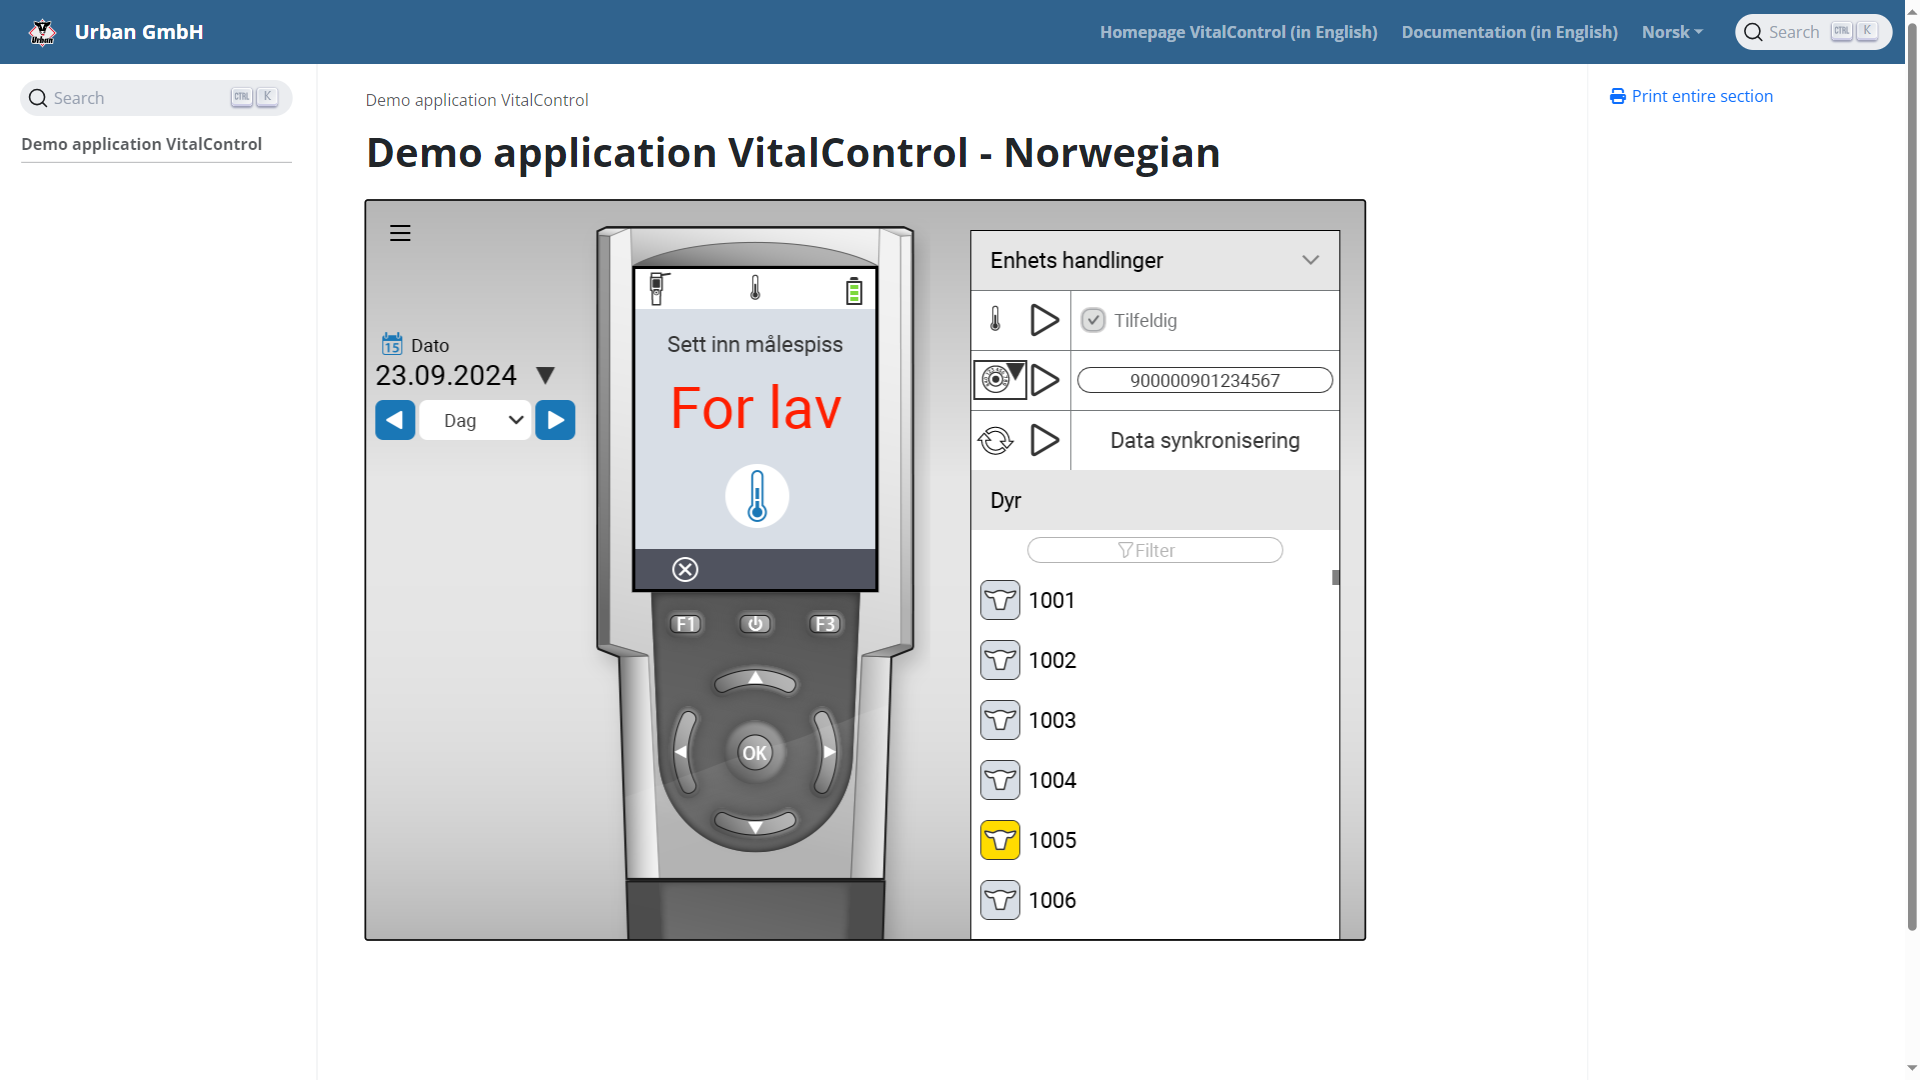 Urban GmbH
Homepage VitalControl (in English)
Documentation (in English)
Norsk
Search CTRL K
Search CTRL K
Demo application VitalControl
Demo application VitalControl
Demo application VitalControl - Norwegian
Print entire section
15 Dato
23.09.2024
Dag
Sett inn målespiss
For lav
F1
F3
OK
Enhets handlinger
Tilfeldig
900000901234567
Data synkronisering
Dyr
Filter
1001
1002
1003
1004
1005
1006